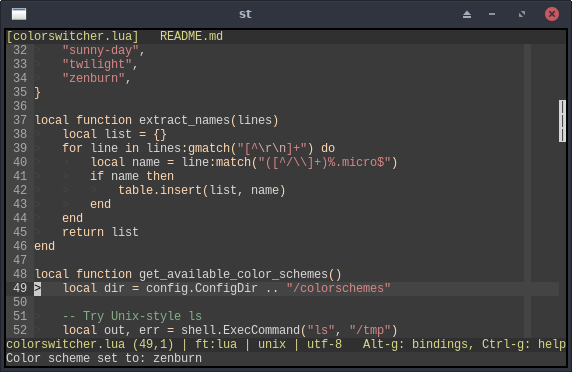 st
[colorswitcher.lua]   README.md
32     "sunny-day",
33     "twilight",
34     "zenburn",
35 }
36
37 local function extract_names(lines)
38     local list = {}
39     for line in lines:gmatch("[^\r\n]+") do
40         local name = line:match("([^/\\]+)%.micro$")
41         if name then
42             table.insert(list, name)
43         end
44     end
45     return list
46 end
47
48 local function get_available_color_schemes()
49 >   local dir = config.ConfigDir .. "/colorschemes"
50
51     -- Try Unix-style ls
52     local out, err = shell.ExecCommand("ls", "/tmp")
colorswitcher.lua (49,1) | ft:lua | unix | utf-8   Alt-g: bindings, Ctrl-g: help
Color scheme set to: zenburn